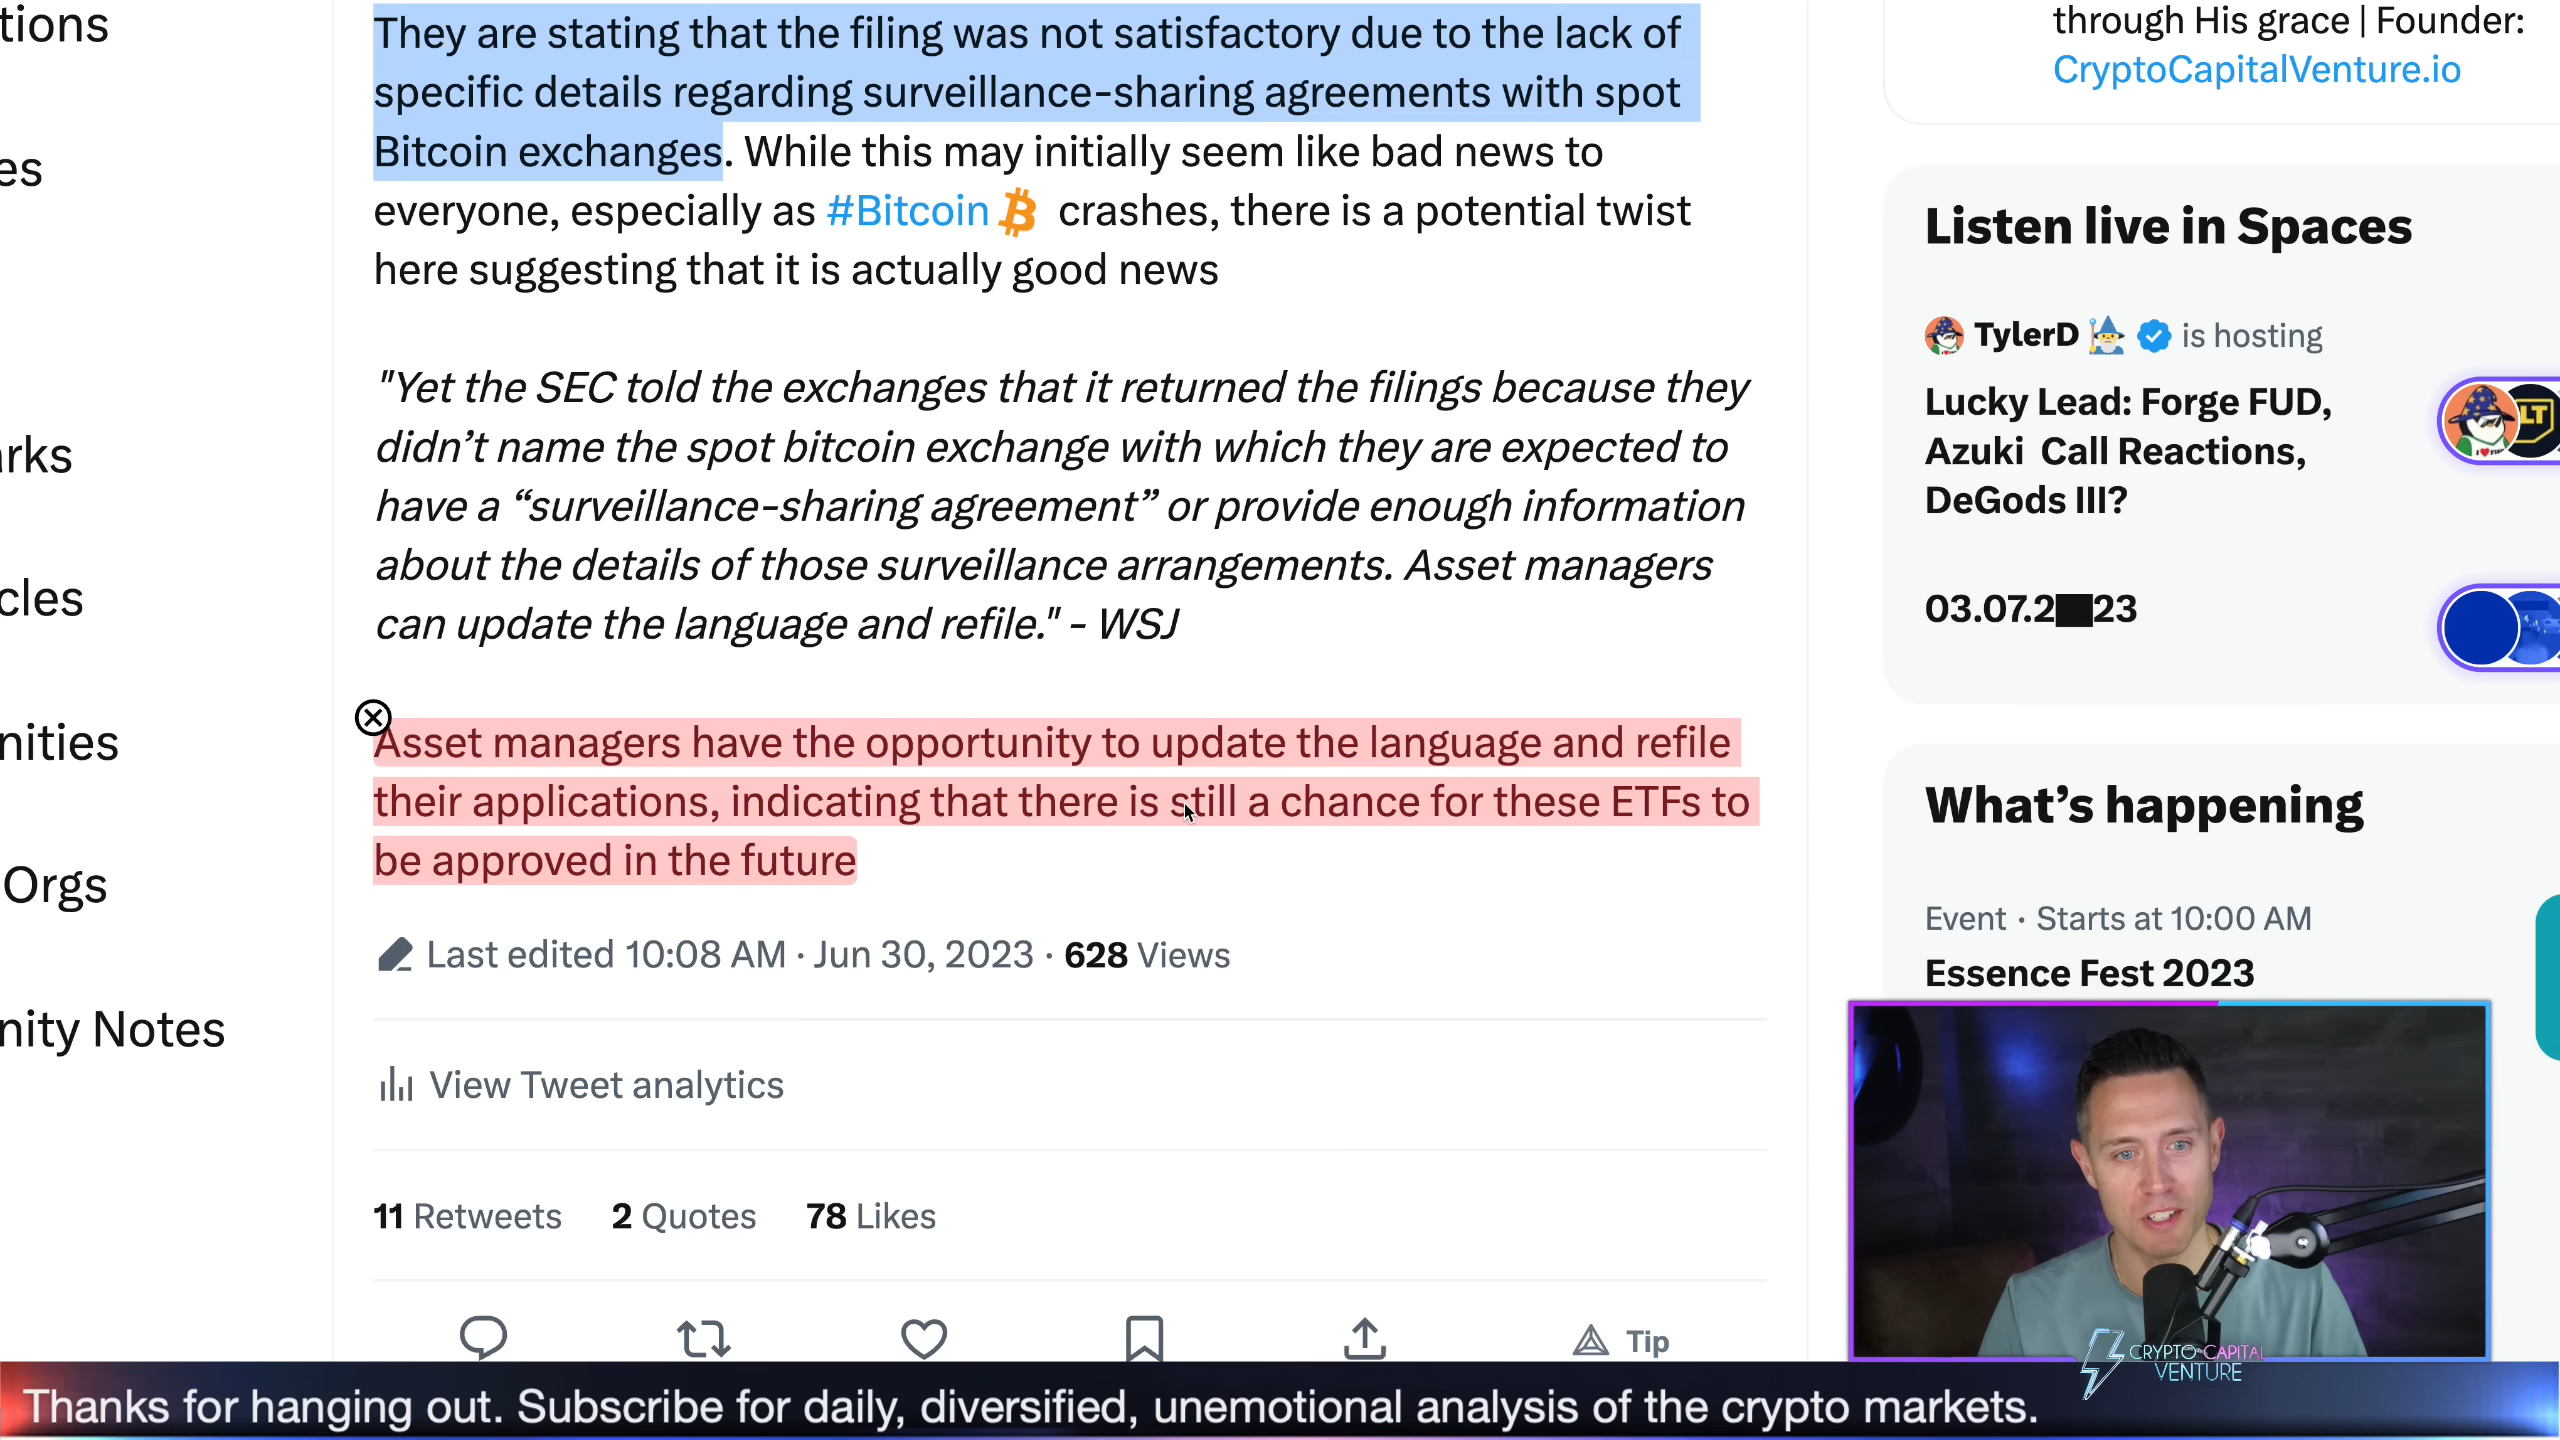 tions
es
arks
cles
nities
Orgs
nity Notes
They are stating that the filing was not satisfactory due to the lack of
specific details regarding surveillance-sharing agreements with spot
Bitcoin exchanges. While this may initially seem like bad news to
everyone, especially as #Bitcoin crashes, there is a potential twist
here suggesting that it is actually good news
"Yet the SEC told the exchanges that it returned the filings because they
didn’t name the spot bitcoin exchange with which they are expected to
have a “surveillance-sharing agreement” or provide enough information
about the details of those surveillance arrangements. Asset managers
can update the language and refile." - WSJ
Asset managers have the opportunity to update the language and refile
their applications, indicating that there is still a chance for these ETFs to
be approved in the future
Last edited 10:08 AM · Jun 30, 2023 · 628 Views
View Tweet analytics
11 Retweets 2 Quotes 78 Likes
Tip
through His grace | Founder:
CryptoCapitalVenture.io
Listen live in Spaces
TylerD is hosting
Lucky Lead: Forge FUD,
Azuki Call Reactions,
DeGods III?
LT
03.07.2██23
What’s happening
Event · Starts at 10:00 AM
Essence Fest 2023
CRYPTO CAPITAL
VENTURE
Thanks for hanging out. Subscribe for daily, diversified, unemotional analysis of the crypto markets.